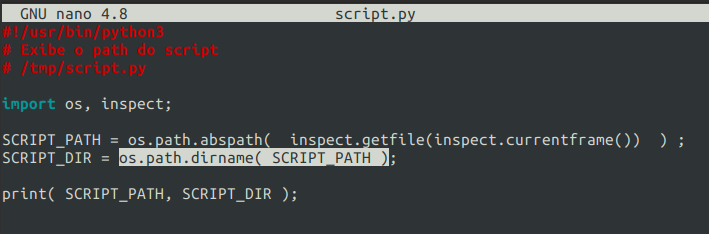 GNU nano 4.8 script.py
#!/usr/bin/python3
# Exibe o path do script
# /tmp/script.py
import os, inspect;
SCRIPT_PATH = os.path.abspath(  inspect.getfile(inspect.currentframe())  ) ;
SCRIPT_DIR = os.path.dirname( SCRIPT_PATH );
print( SCRIPT_PATH, SCRIPT_DIR );